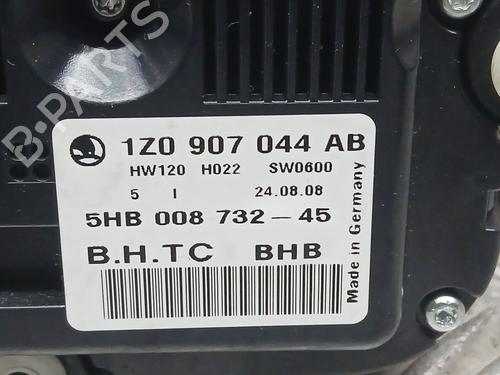 B-PARTS
1Z0 907 044 AB
HW120 H022 SW0600
5 I 24.08.08
5HB 008 732-45
B.H.TC BHB
Made in Germany